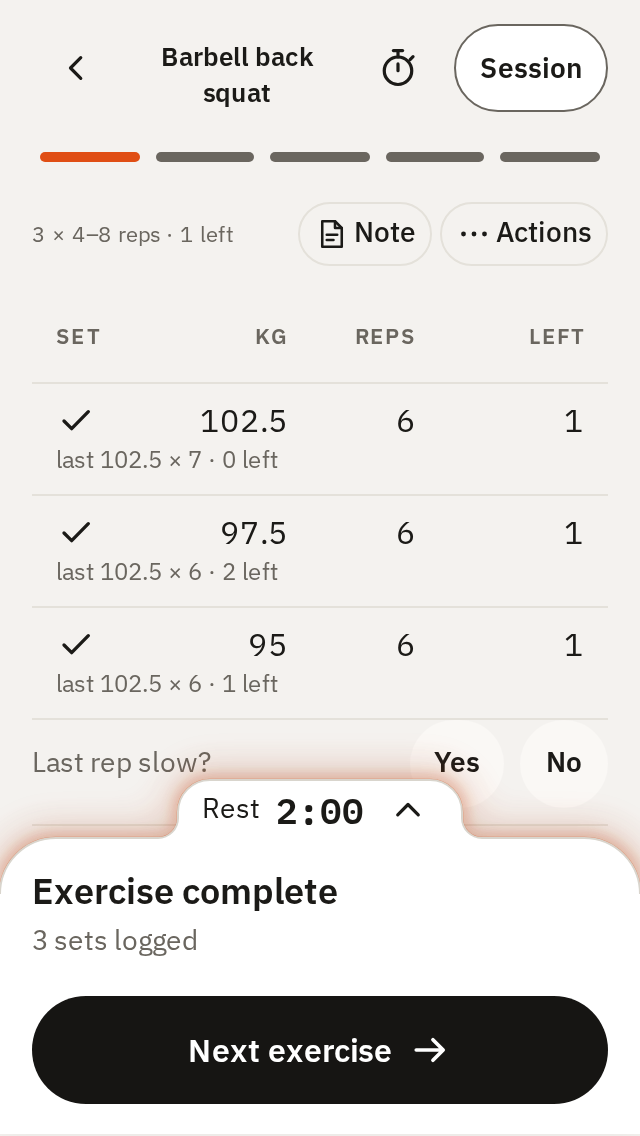 Barbell back
squat
Session
3 × 4–8 reps · 1 left
Note
Actions
SET KG REPS LEFT
102.5 6 1
last 102.5 × 7 · 0 left
97.5 6 1
last 102.5 × 6 · 2 left
95 6 1
last 102.5 × 6 · 1 left
Last rep slow? Yes No
Rest 2:00
Exercise complete
3 sets logged
Next exercise